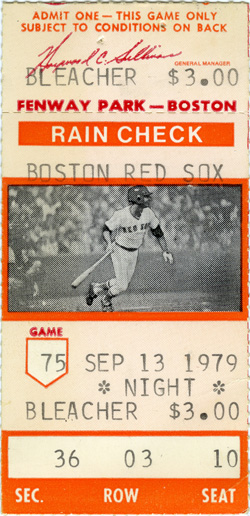 ADMIT ONE — THIS GAME ONLY
SUBJECT TO CONDITIONS ON BACK
Haywood C. Sullivan
GENERAL MANAGER
BLEACHER $3.00
FENWAY PARK — BOSTON
RAIN CHECK
BOSTON RED SOX
RED SOX
GAME
75 SEP 13 1979
* NIGHT *
BLEACHER $3.00
36 03 10
SEC. ROW SEAT